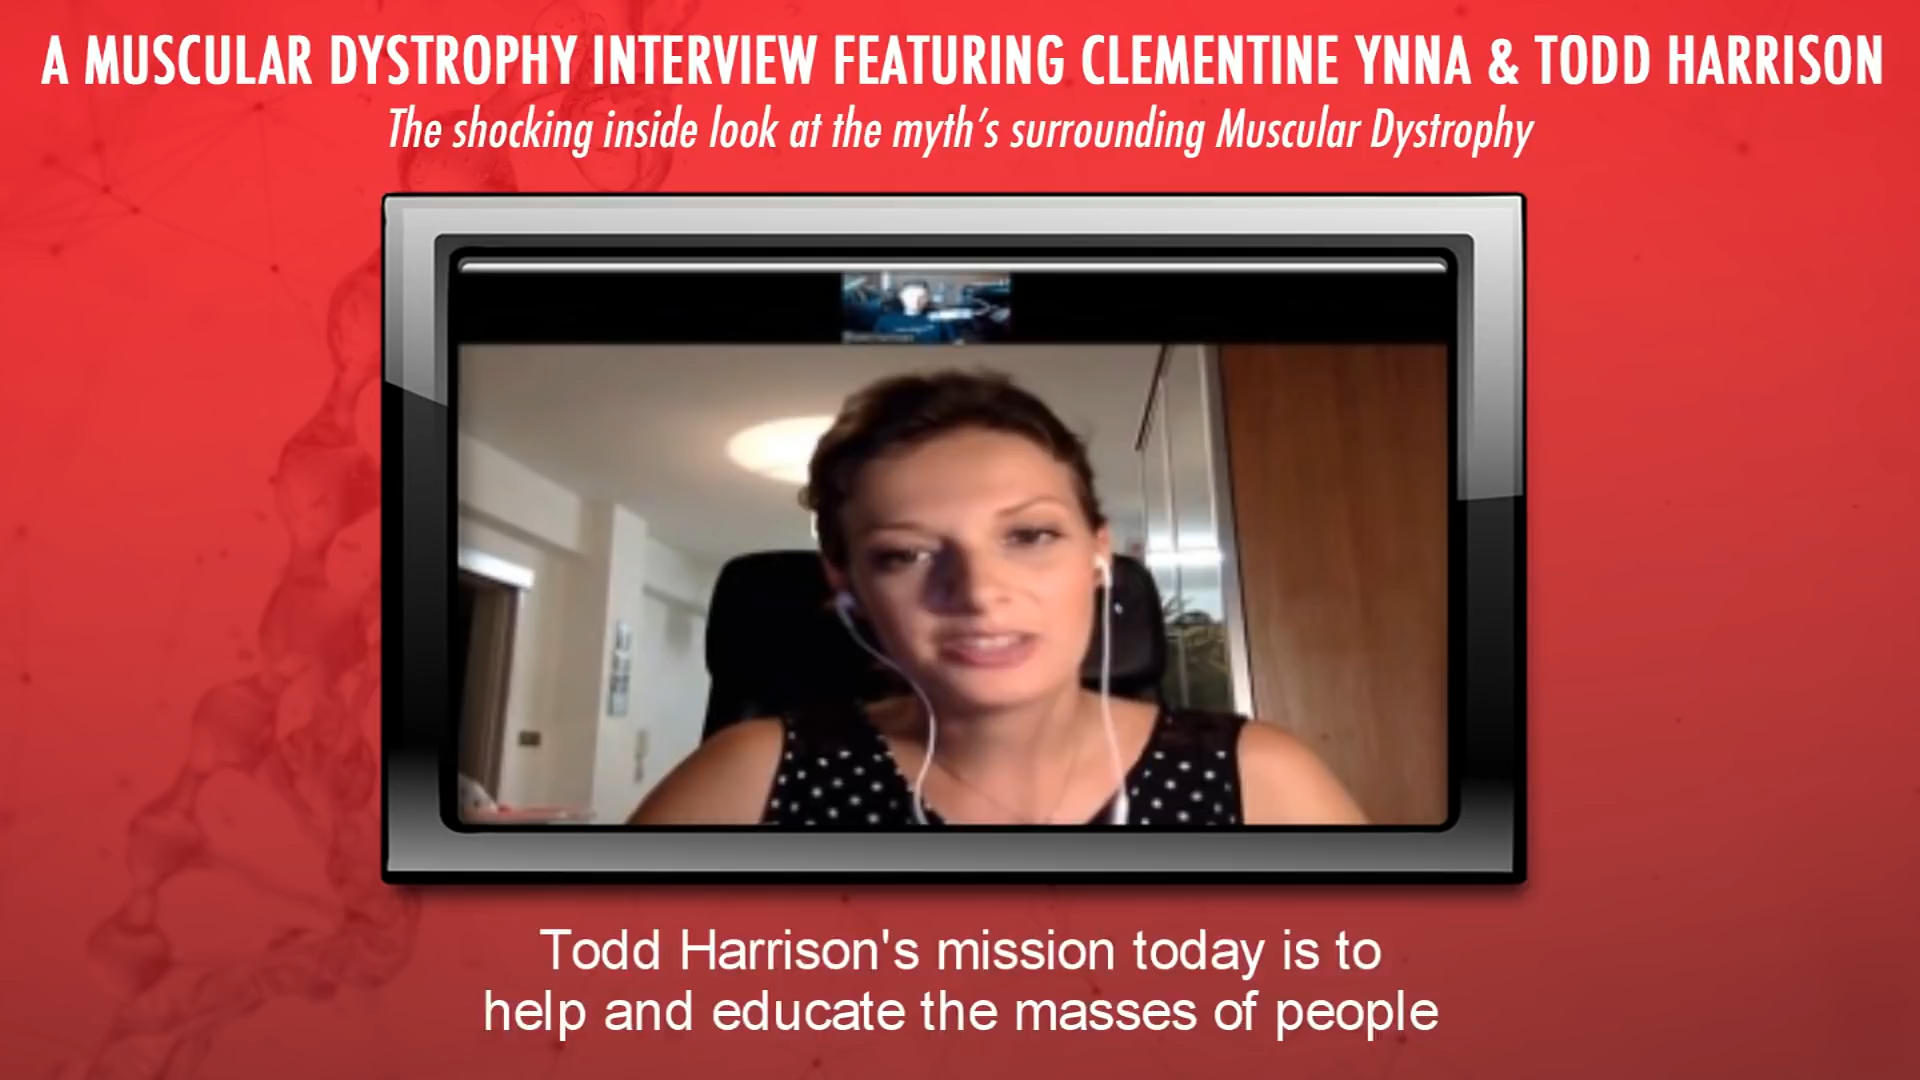 A MUSCULAR DYSTROPHY INTERVIEW FEATURING CLEMENTINE YNNA & TODD HARRISON
The shocking inside look at the myth's surrounding Muscular Dystrophy
Todd Harrison's mission today is to
help and educate the masses of people